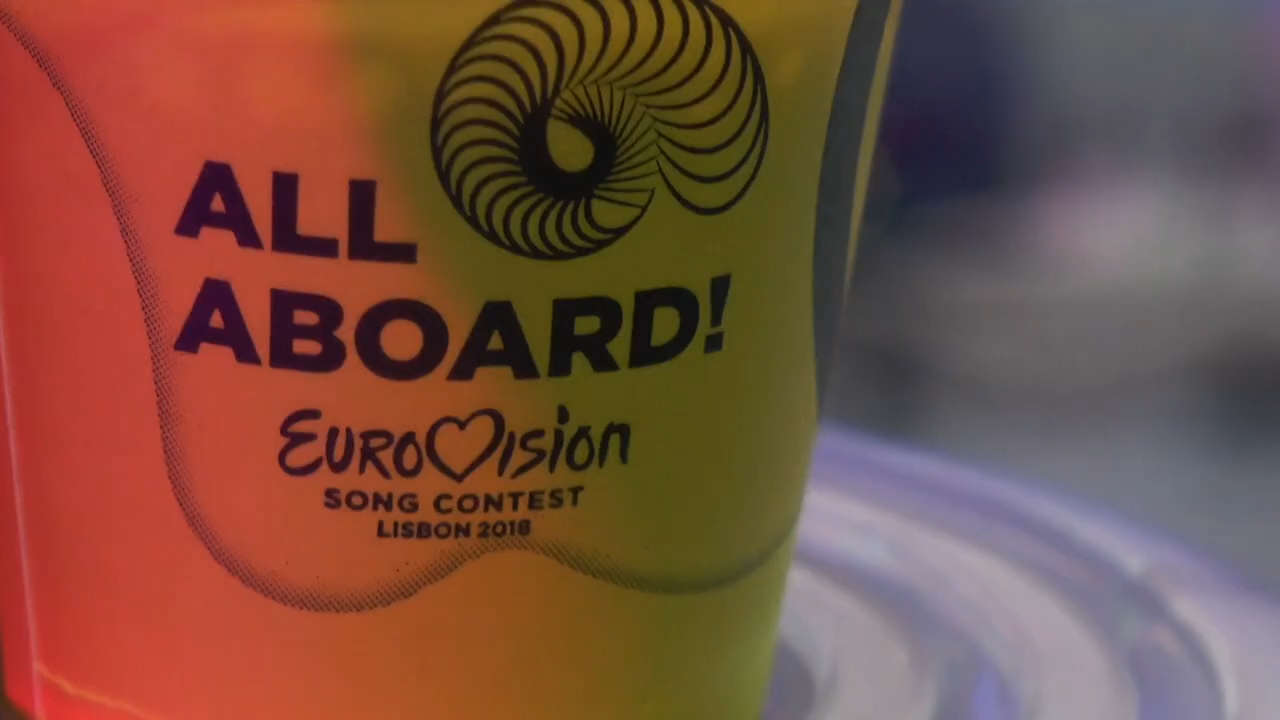 ALL
ABOARD!
EUROVISION
SONG CONTEST
LISBON 2018